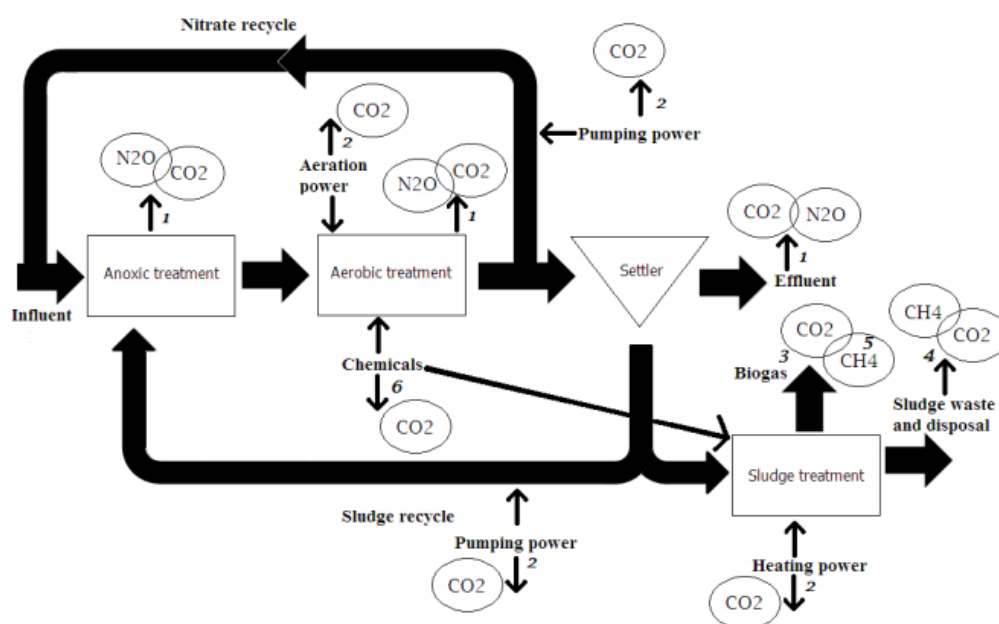 Nitrate recycle
CO2
2
Pumping power
CO2
2
Aeration
power
N2O
CO2
1
N2O
CO2
1
CO2
N2O
1
Effluent
Anoxic treatment
Aerobic treatment
Settler
Influent
CH4
CO2
4
Sludge waste
and disposal
CO2
5
CH4
3
Biogas
Chemicals
6
CO2
Sludge treatment
Sludge recycle
Pumping power
2
CO2
Heating power
2
CO2